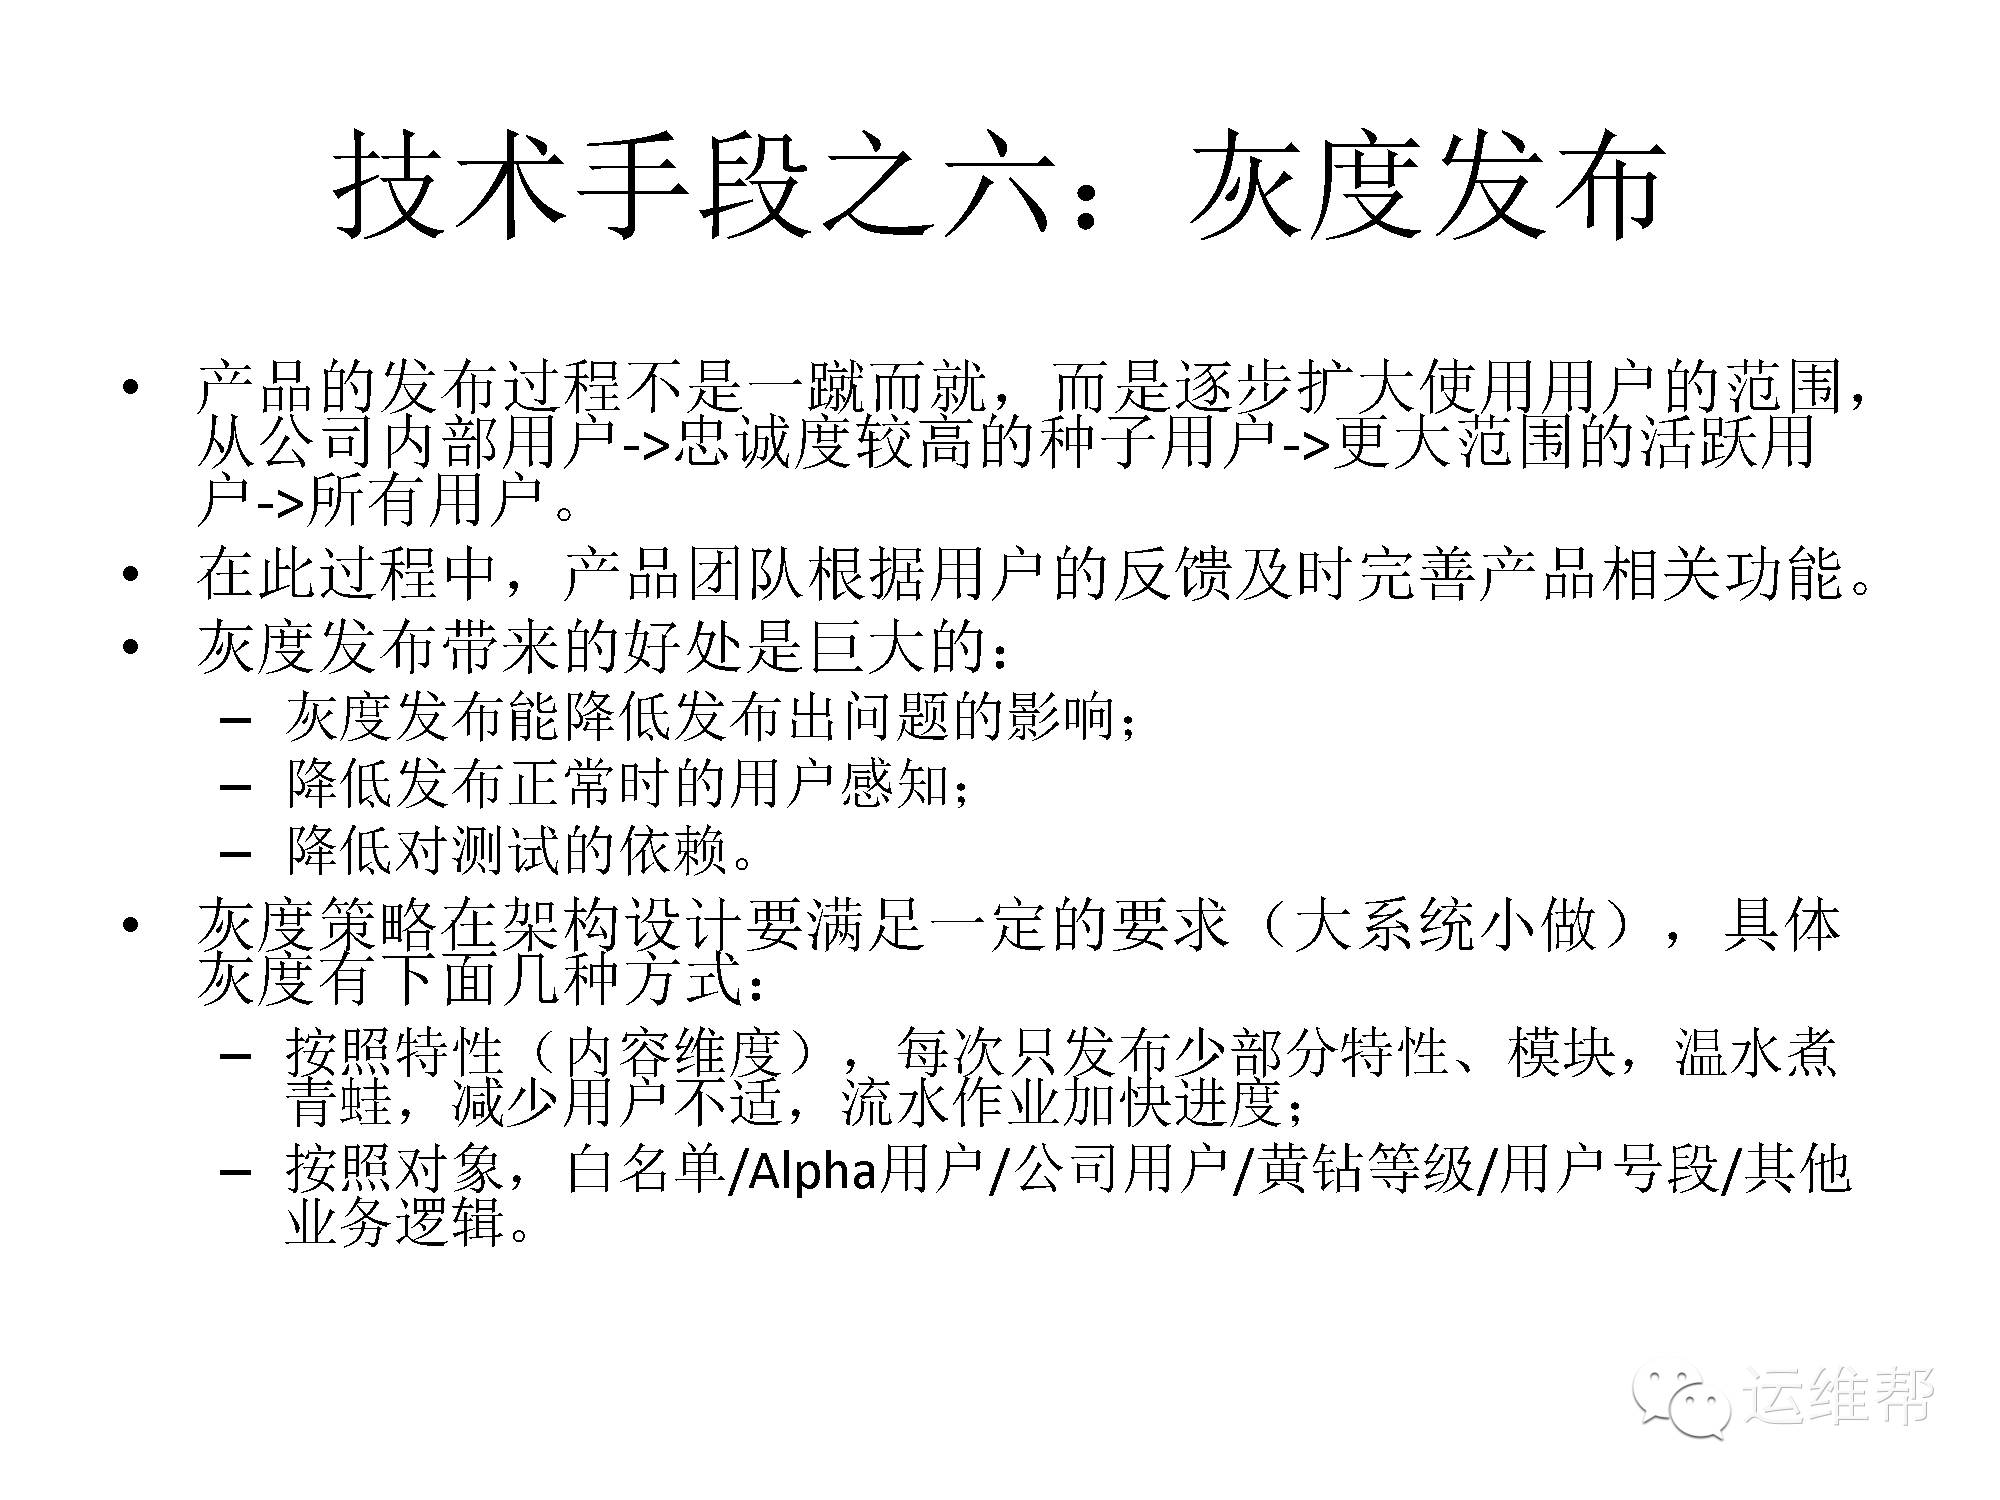 技术手段之六：灰度发布
• 产品的发布过程不是一蹴而就，而是逐步扩大使用用户的范围，
从公司内部用户->忠诚度较高的种子用户->更大范围的活跃用
户->所有用户。
• 在此过程中，产品团队根据用户的反馈及时完善产品相关功能。
• 灰度发布带来的好处是巨大的：
– 灰度发布能降低发布出问题的影响；
– 降低发布正常时的用户感知；
– 降低对测试的依赖。
• 灰度策略在架构设计要满足一定的要求（大系统小做），具体
灰度有下面几种方式：
– 按照特性（内容维度），每次只发布少部分特性、模块，温水煮
青蛙，减少用户不适，流水作业加快进度；
– 按照对象，白名单/Alpha用户/公司用户/黄钻等级/用户号段/其他
业务逻辑。
运维帮